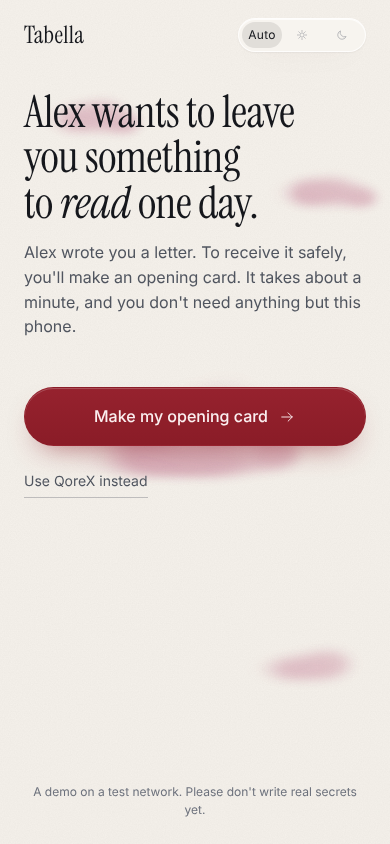 Tabella
Auto
Alex wants to leave
you something
to read one day.
Alex wrote you a letter. To receive it safely,
you'll make an opening card. It takes about a
minute, and you don't need anything but this
phone.
Make my opening card →
Use QoreX instead
A demo on a test network. Please don't write real secrets
yet.